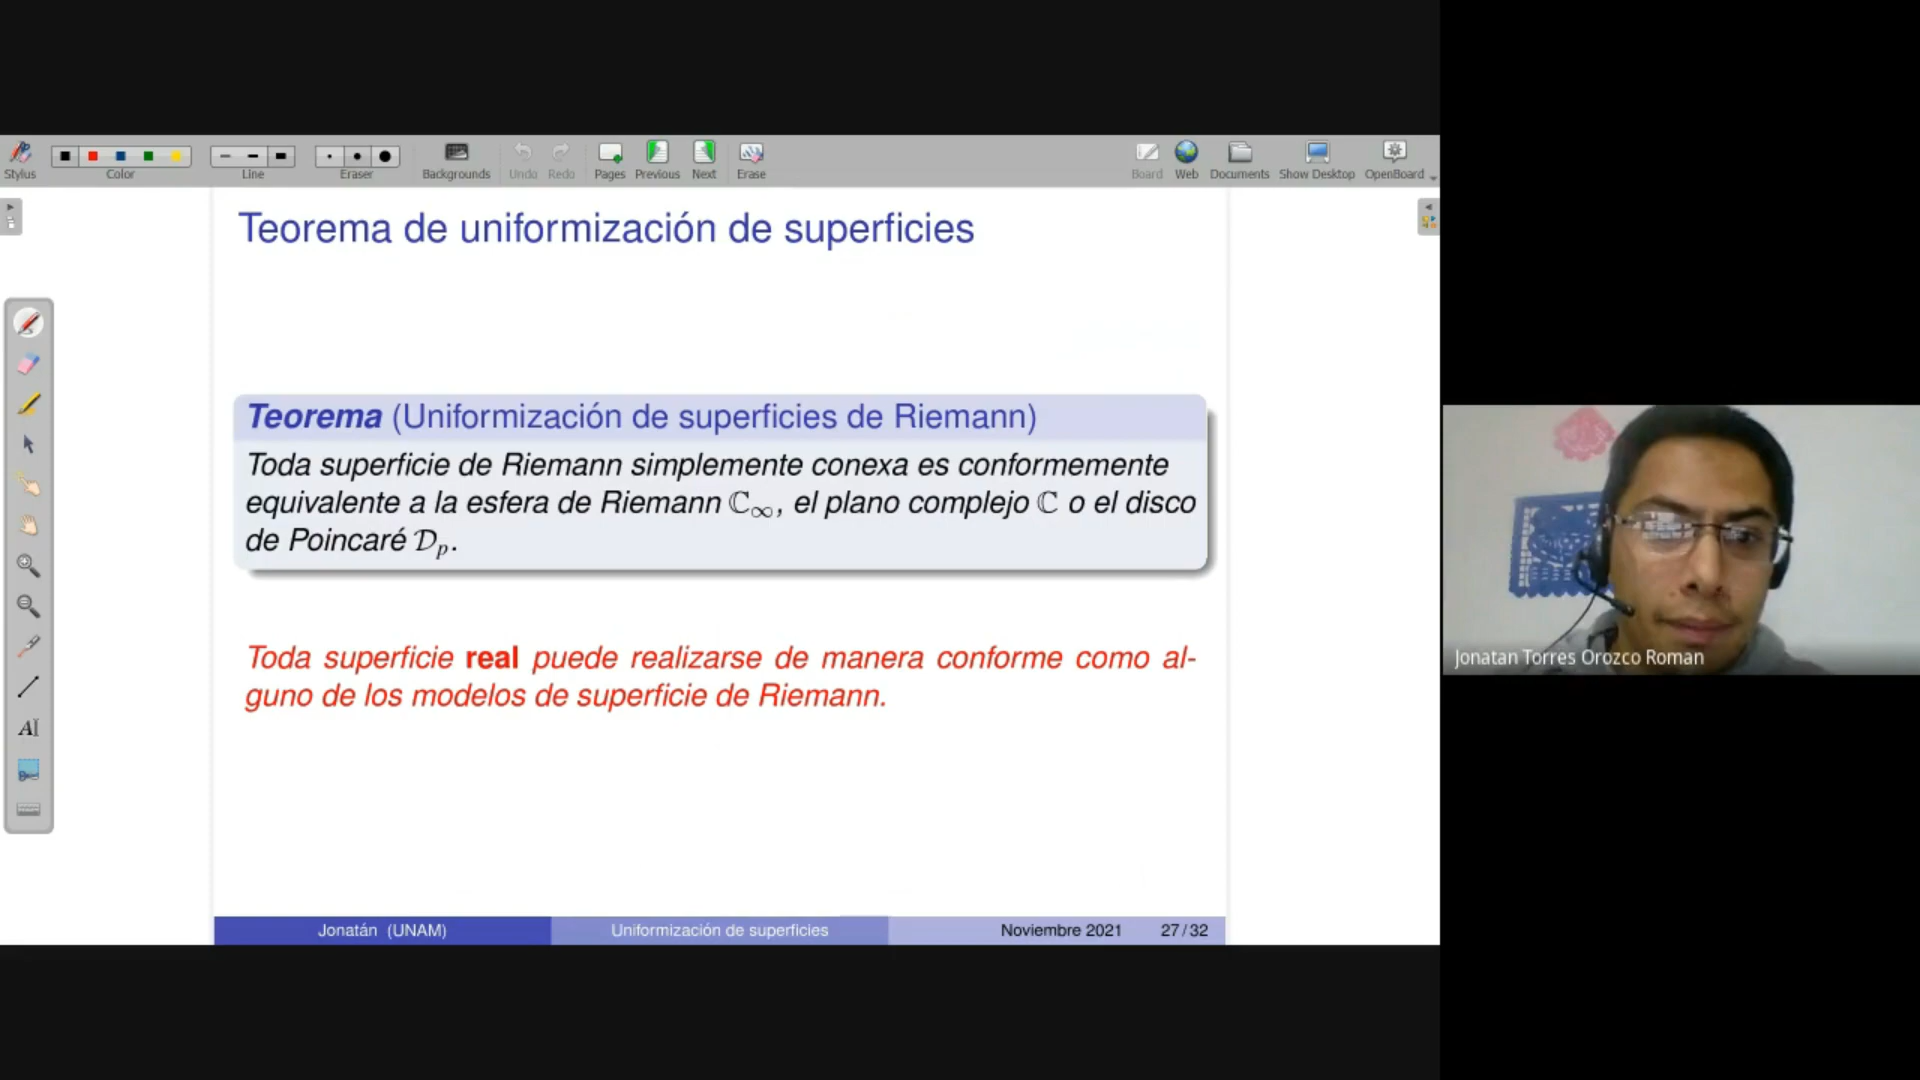 Stylus
Color
Line
Eraser
Backgrounds
Undo
Redo
Pages
Previous
Next
Erase
Board
Web
Documents
Show Desktop
OpenBoard
Teorema de uniformización de superficies
Teorema (Uniformización de superficies de Riemann)
Toda superficie de Riemann simplemente conexa es conformemente
equivalente a la esfera de Riemann ℂ∞, el plano complejo ℂ o el disco
de Poincaré 𝒟ₚ.
Toda superficie real puede realizarse de manera conforme como al-
guno de los modelos de superficie de Riemann.
Jonatán (UNAM)
Uniformización de superficies
Noviembre 2021
27/32
AI
Jonatan Torres Orozco Roman